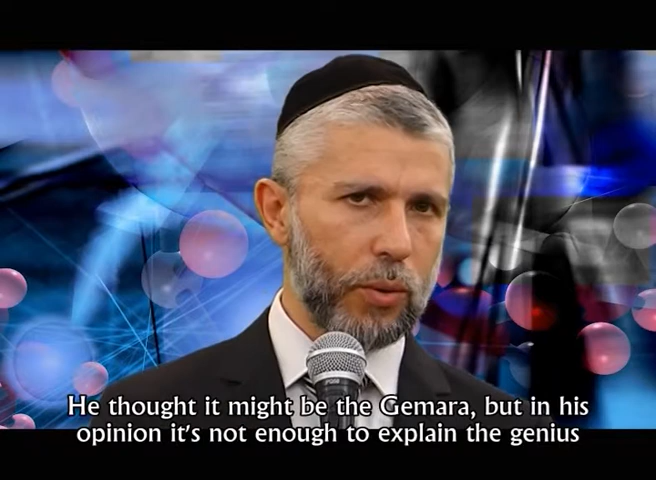 He thought it might be the Gemara, but in his
opinion it's not enough to explain the genius